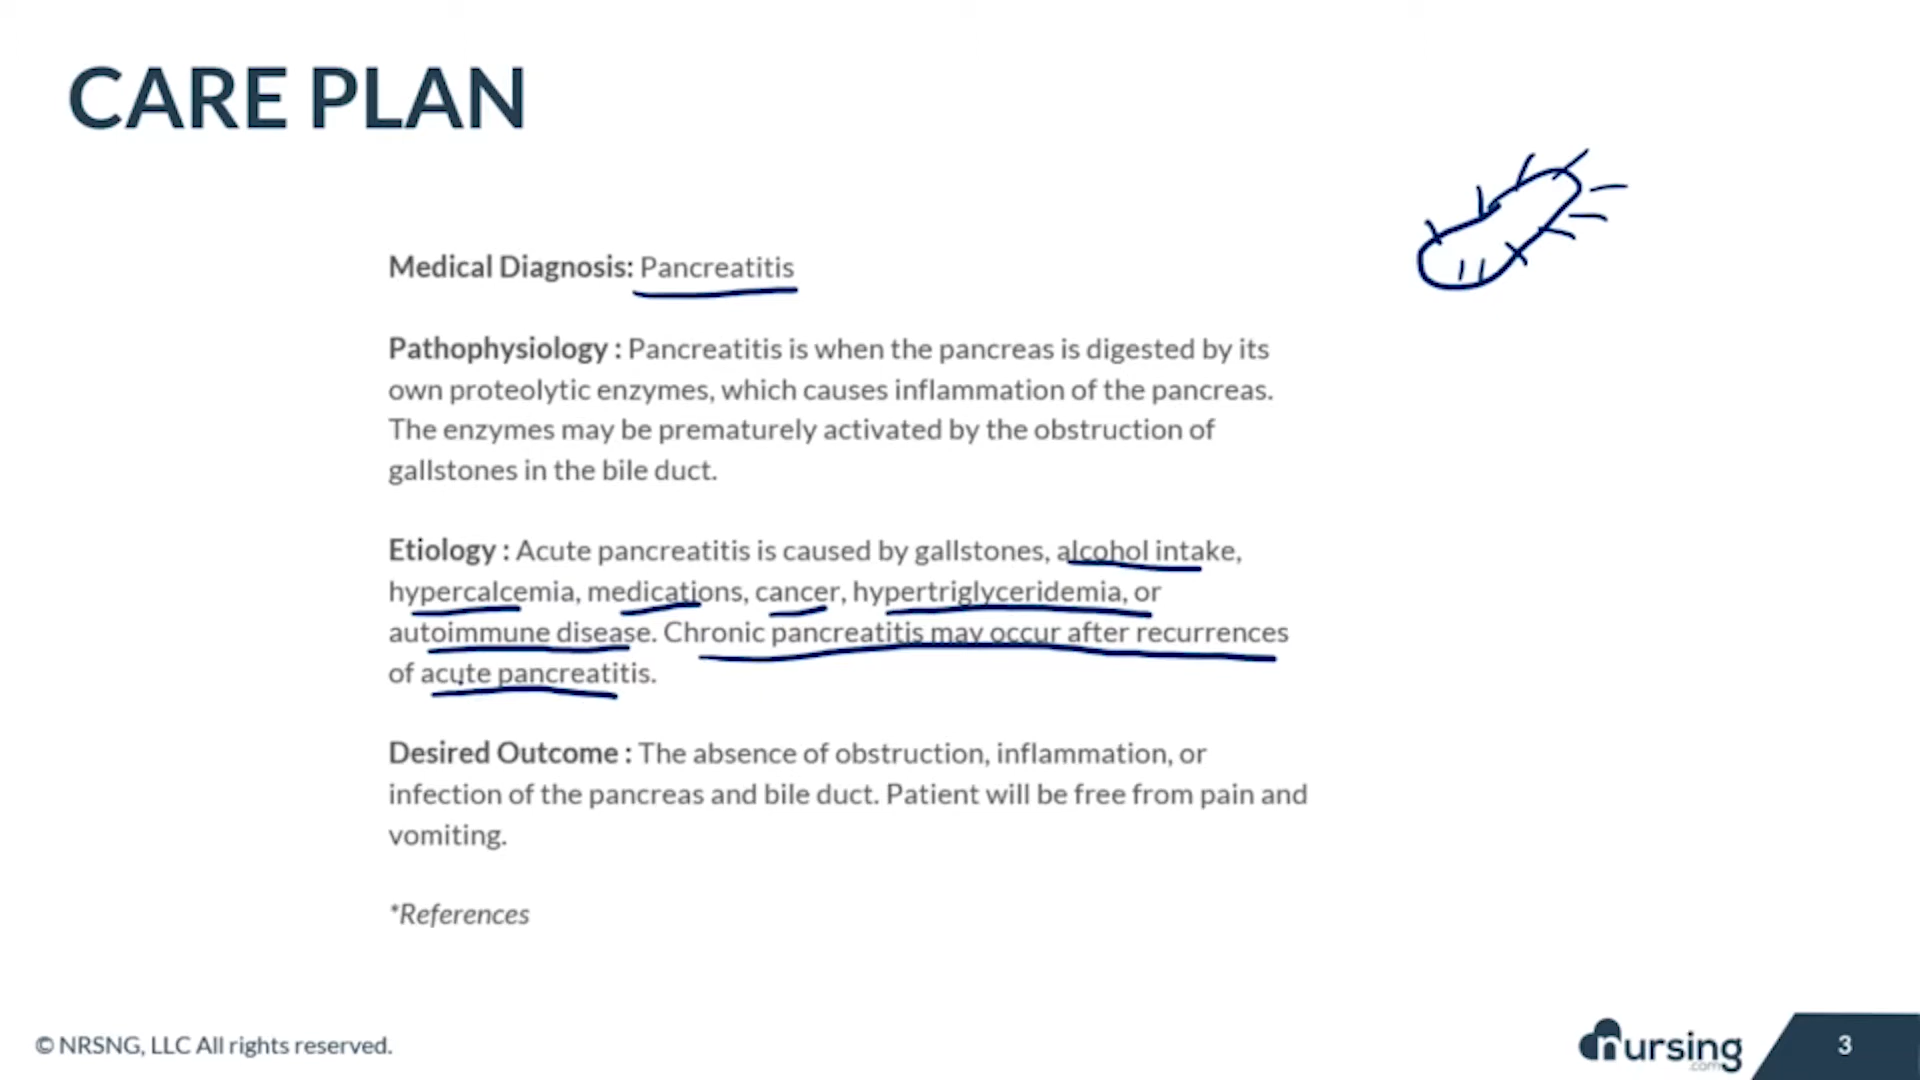 CARE PLAN
Medical Diagnosis: Pancreatitis
Pathophysiology : Pancreatitis is when the pancreas is digested by its
own proteolytic enzymes, which causes inflammation of the pancreas.
The enzymes may be prematurely activated by the obstruction of
gallstones in the bile duct.
Etiology : Acute pancreatitis is caused by gallstones, alcohol intake,
hypercalcemia, medications, cancer, hypertriglyceridemia, or
autoimmune disease. Chronic pancreatitis may occur after recurrences
of acute pancreatitis.
Desired Outcome : The absence of obstruction, inflammation, or
infection of the pancreas and bile duct. Patient will be free from pain and
vomiting.
*References
© NRSNG, LLC All rights reserved.
nursing
.com
3